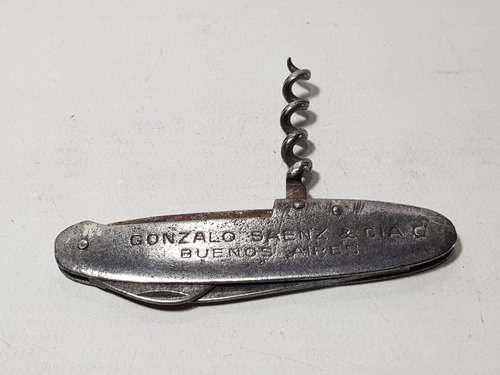 GONZALO SAENZ & CIA
BUENOS AIRES